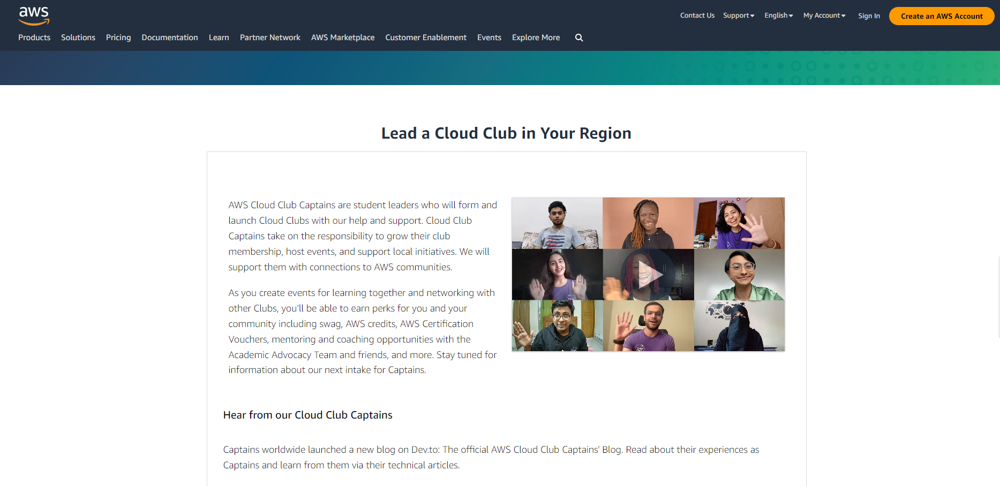 aws
Contact Us Support English My Account Sign In Create an AWS Account
Products Solutions Pricing Documentation Learn Partner Network AWS Marketplace Customer Enablement Events Explore More
Lead a Cloud Club in Your Region
AWS Cloud Club Captains are student leaders who will form and
launch Cloud Clubs with our help and support. Cloud Club
Captains take on the responsibility to grow their club
membership, host events, and support local initiatives. We will
support them with connections to AWS communities.
As you create events for learning together and networking with
other Clubs, you’ll be able to earn perks for you and your
community including swag, AWS credits, AWS Certification
Vouchers, mentoring and coaching opportunities with the
Academic Advocacy Team and friends, and more. Stay tuned for
information about our next intake for Captains.
Hear from our Cloud Club Captains
Captains worldwide launched a new blog on Dev.to: The official AWS Cloud Club Captains' Blog. Read about their experiences as
Captains and learn from them via their technical articles.